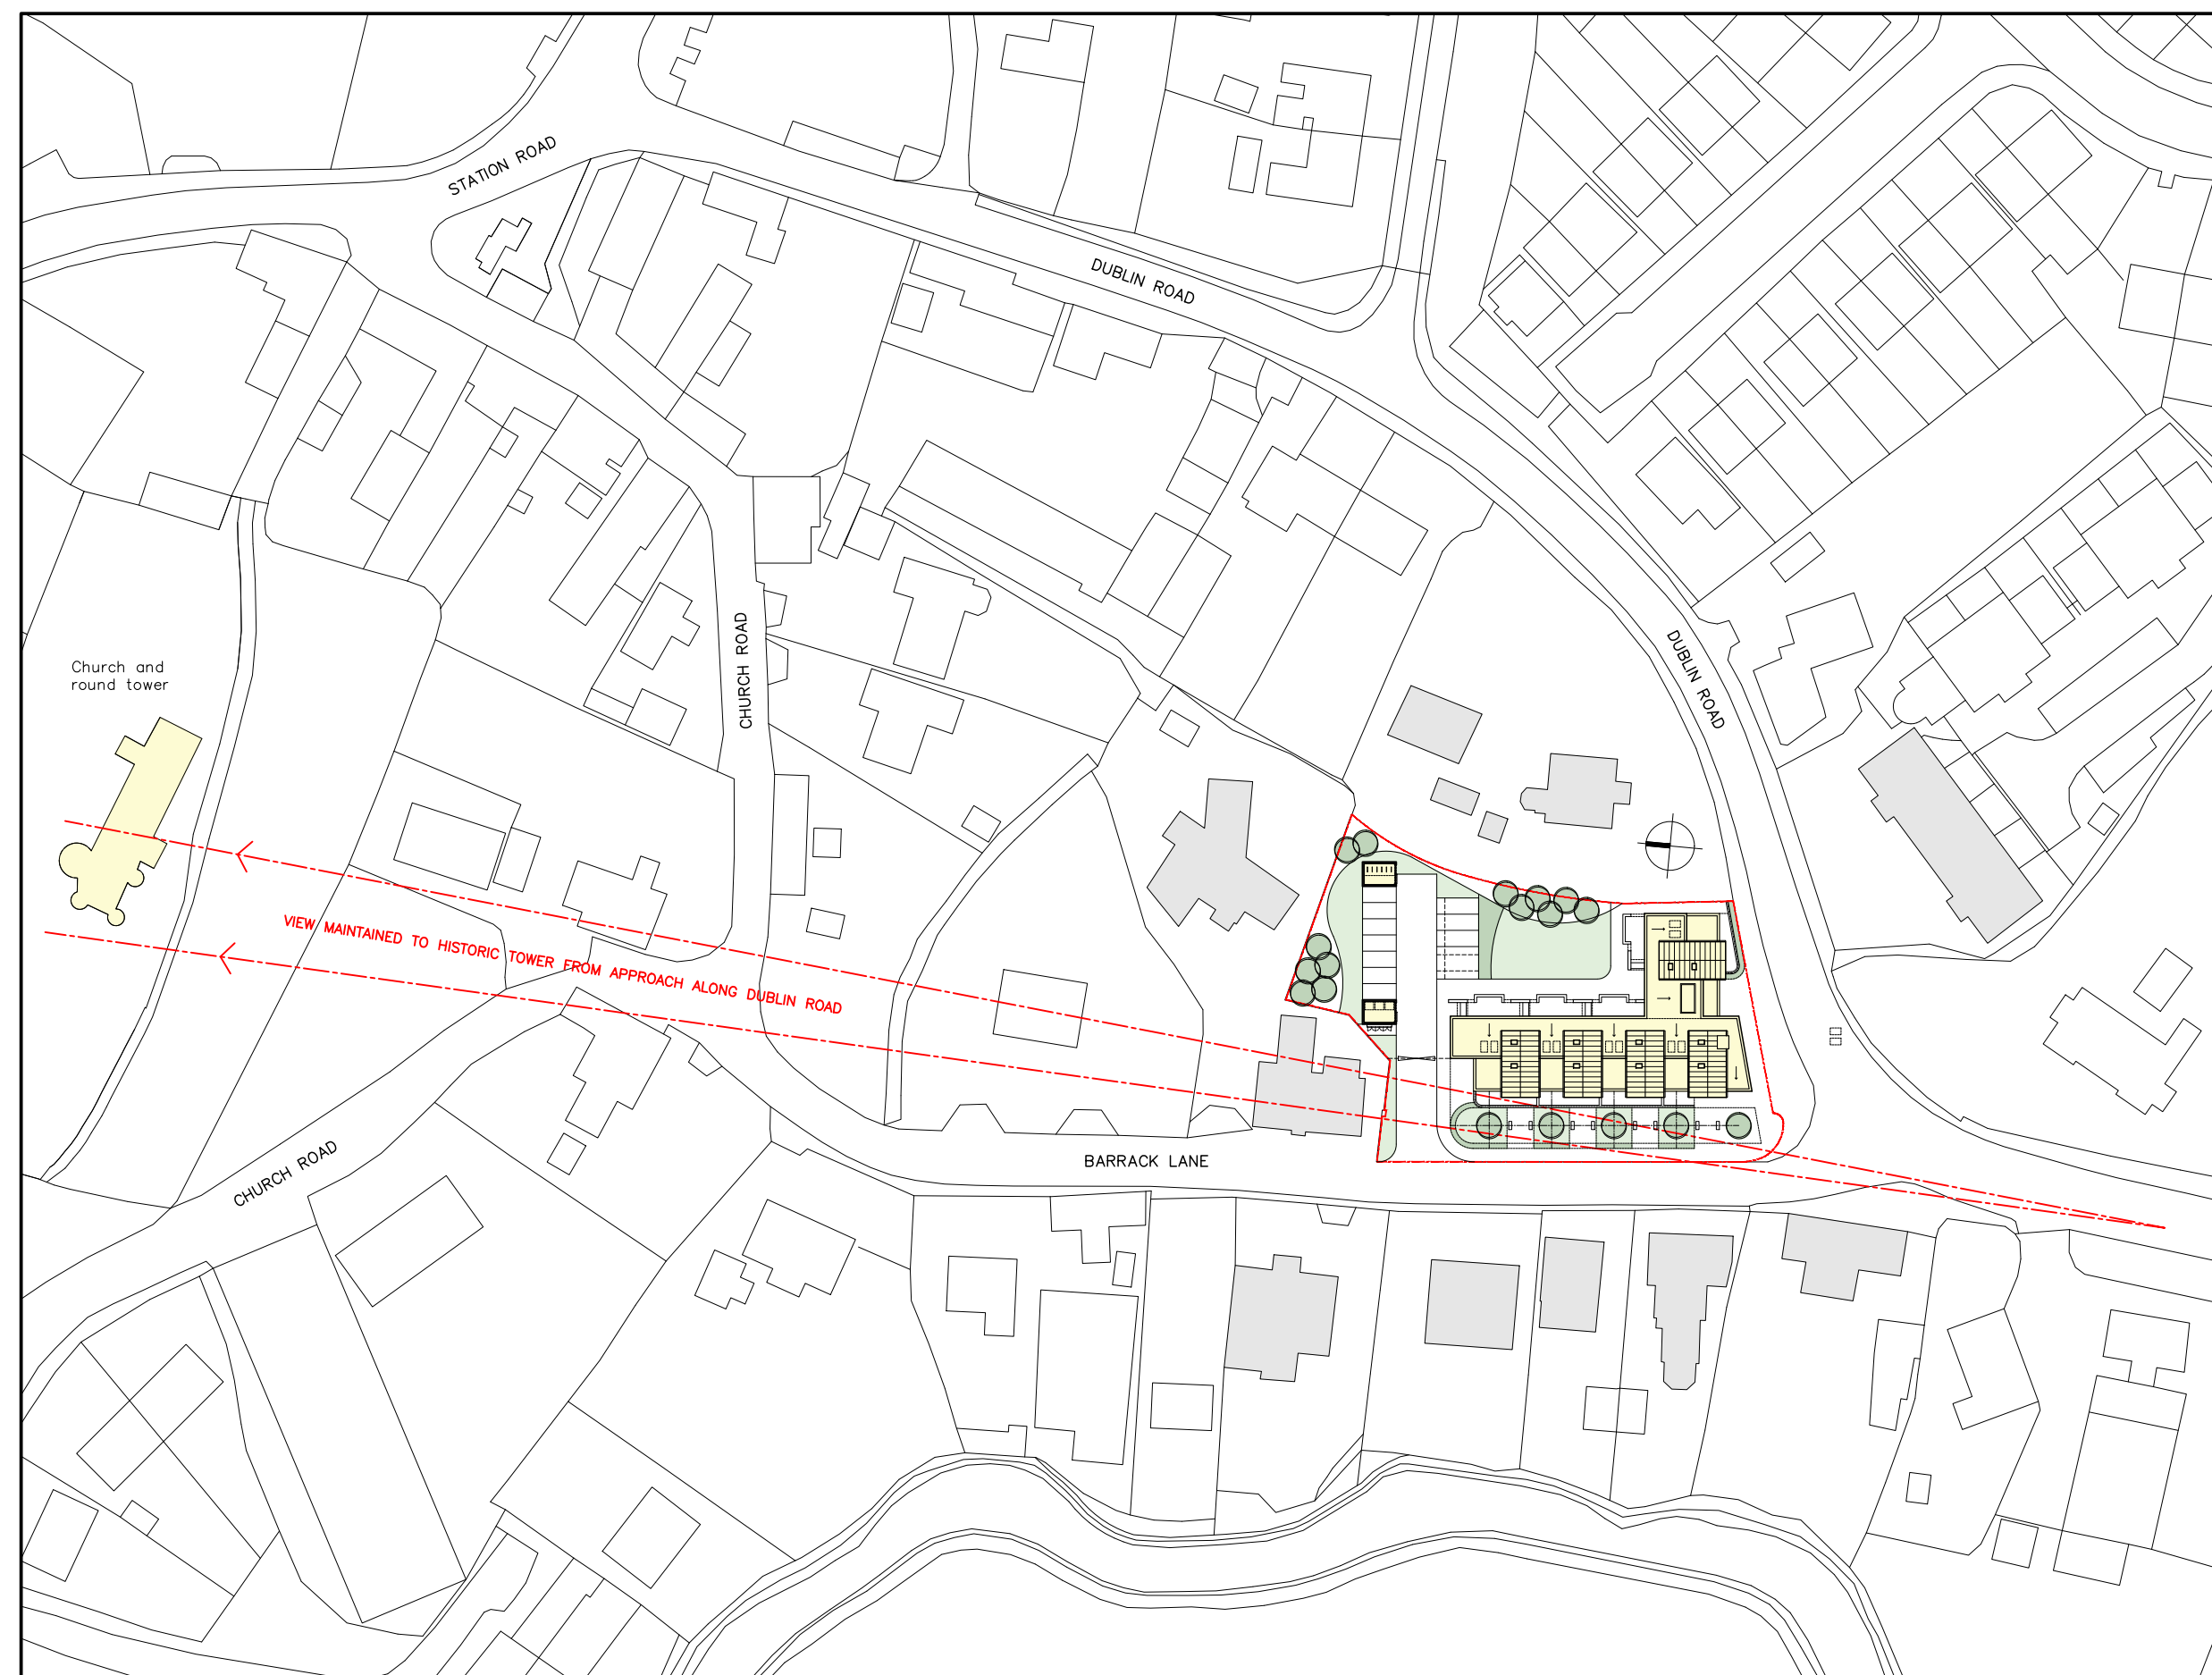 STATION ROAD
DUBLIN ROAD
CHURCH ROAD
DUBLIN ROAD
Church and
round tower
VIEW MAINTAINED TO HISTORIC TOWER FROM APPROACH ALONG DUBLIN ROAD
BARRACK LANE
CHURCH ROAD